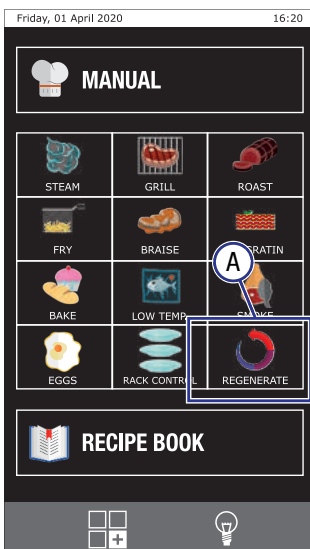 Friday, 01 April 2020 16:20
MANUAL
STEAM GRILL ROAST
FRY BRAISE RATIN
A
BAKE LOW TEMP. SMOKE
EGGS RACK CONTROL REGENERATE
RECIPE BOOK